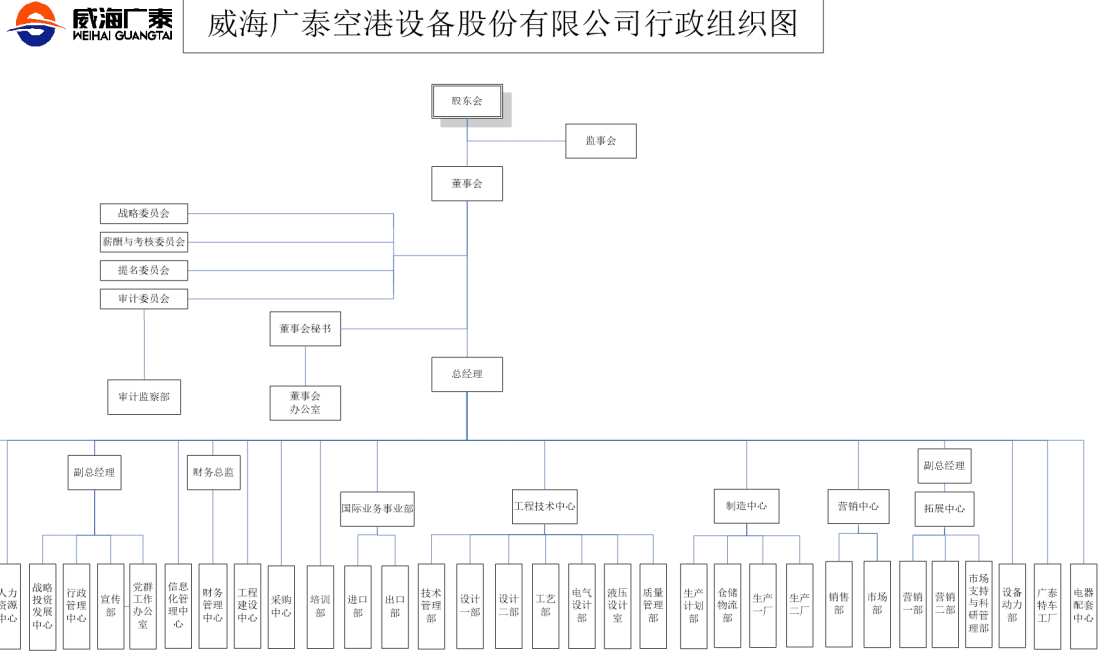 威海广泰
WEIHAI GUANGTAI
威海广泰空港设备股份有限公司行政组织图
股东会
监事会
董事会
战略委员会
薪酬与考核委员会
提名委员会
审计委员会
董事会秘书
总经理
审计监察部
董事会
办公室
副总经理
财务总监
副总经理
国际业务事业部
工程技术中心
制造中心
营销中心
拓展中心
人力
资源
中心
战略
投资
发展
中心
行政
管理
中心
宣传
部
党群
工作
办公
室
信息
化管
理中
心
财务
管理
中心
工程
建设
中心
采购
中心
培训
部
进口
部
出口
部
技术
管理
部
设计
一部
设计
二部
工艺
部
电气
设计
部
液压
设计
室
质量
管理
部
生产
计划
部
仓储
物流
部
生产
一厂
生产
二厂
销售
部
市场
部
营销
一部
营销
二部
市场
支持
与科
研管
理部
设备
动力
部
广泰
特车
工厂
电器
配套
中心